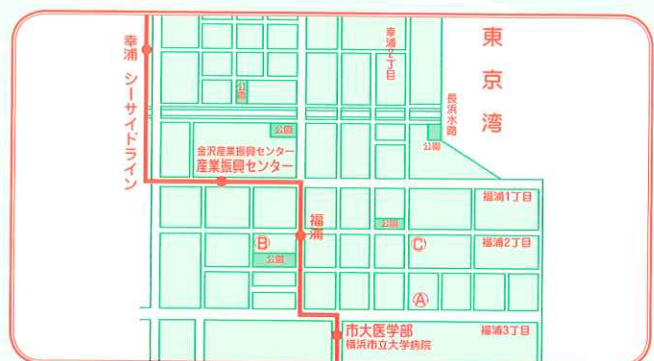 幸浦
シーサイドライン
幸浦2丁目
東京湾
長浜水路
公園
公園
公園
金沢産業振興センター
産業振興センター
福浦1丁目
公園
福浦
福浦2丁目
Ⓑ
Ⓒ
公園
Ⓐ
市大医学部
横浜市立大学病院
福浦3丁目